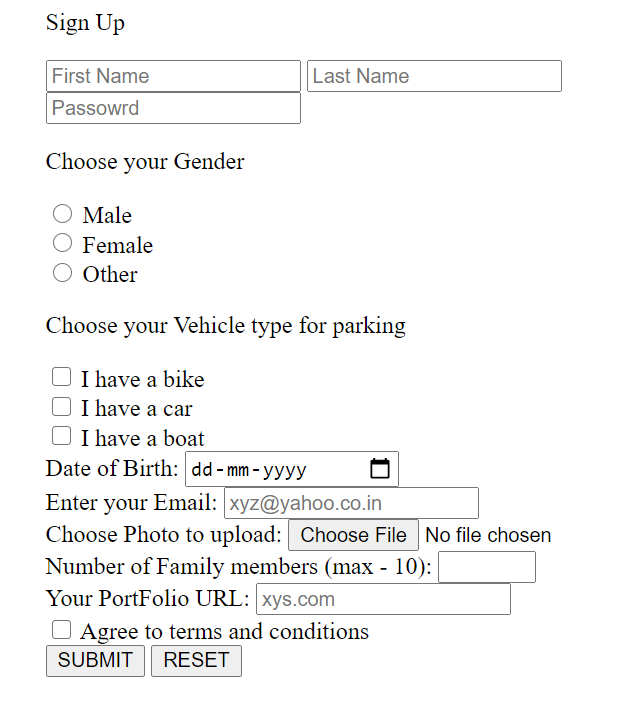 Sign Up
First Name Last Name
Passowrd
Choose your Gender
Male
Female
Other
Choose your Vehicle type for parking
I have a bike
I have a car
I have a boat
Date of Birth: dd-mm-yyyy
Enter your Email: xyz@yahoo.co.in
Choose Photo to upload: Choose File No file chosen
Number of Family members (max - 10):
Your PortFolio URL: xys.com
Agree to terms and conditions
SUBMIT RESET